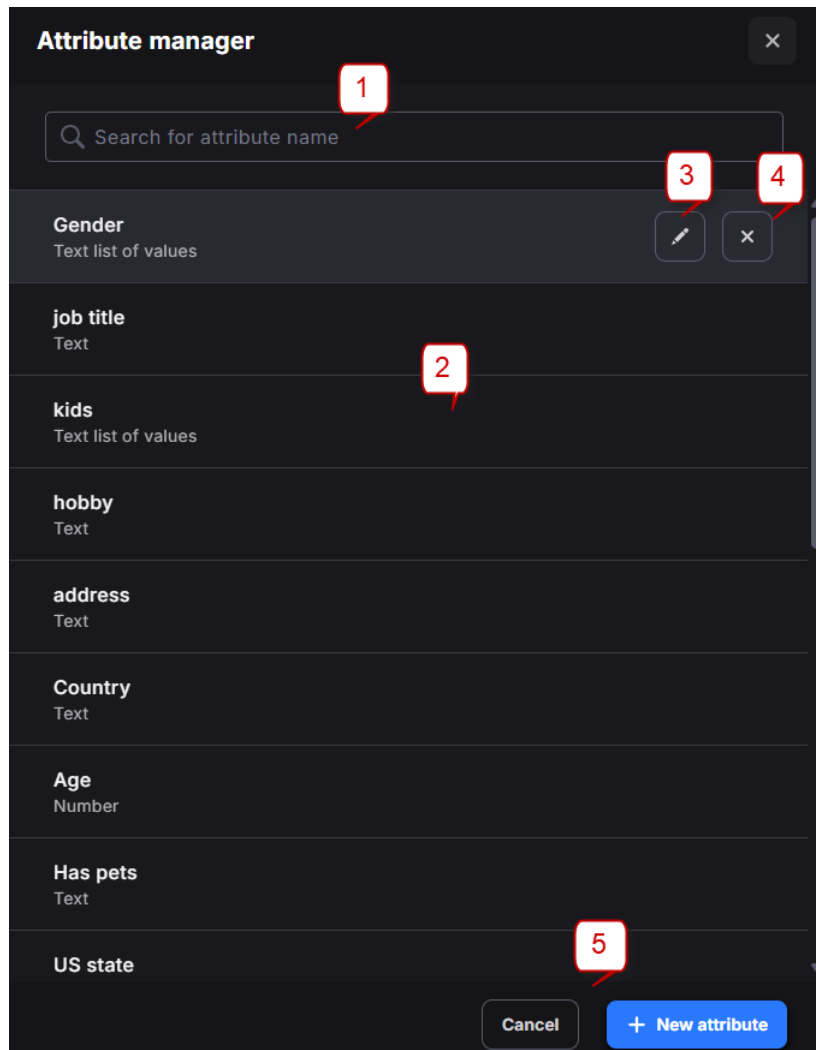 Attribute manager
1
Search for attribute name
3
4
Gender
Text list of values
job title
Text
2
kids
Text list of values
hobby
Text
address
Text
Country
Text
Age
Number
Has pets
Text
5
US state
Cancel
+ New attribute